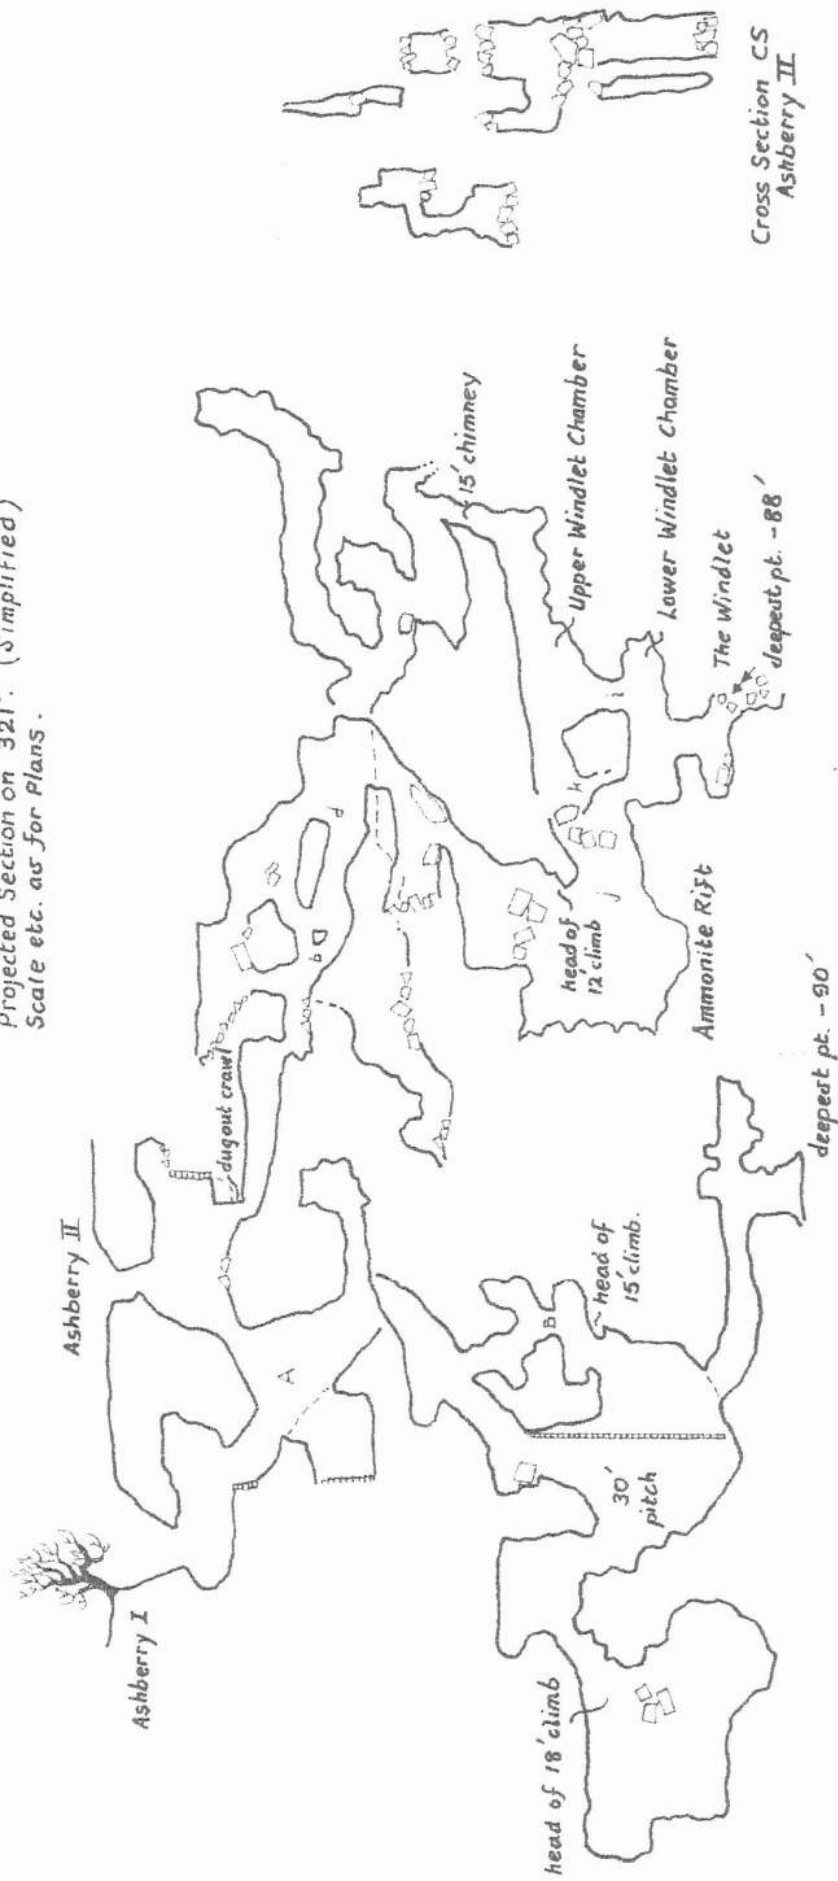 Projected Section on 321°. (Simplified)
Scale etc. as for Plans.
Ashberry I
Ashberry II
A
dugout crawl
b
d
15' chimney
Upper Windlet Chamber
Lower Windlet Chamber
The Windlet
deepest pt. -88'
i
k
j
head of
12' climb
Ammonite Rift
B
head of
15' climb.
30'
pitch
head of 18' climb
deepest pt. -90'
Cross Section CS
Ashberry II